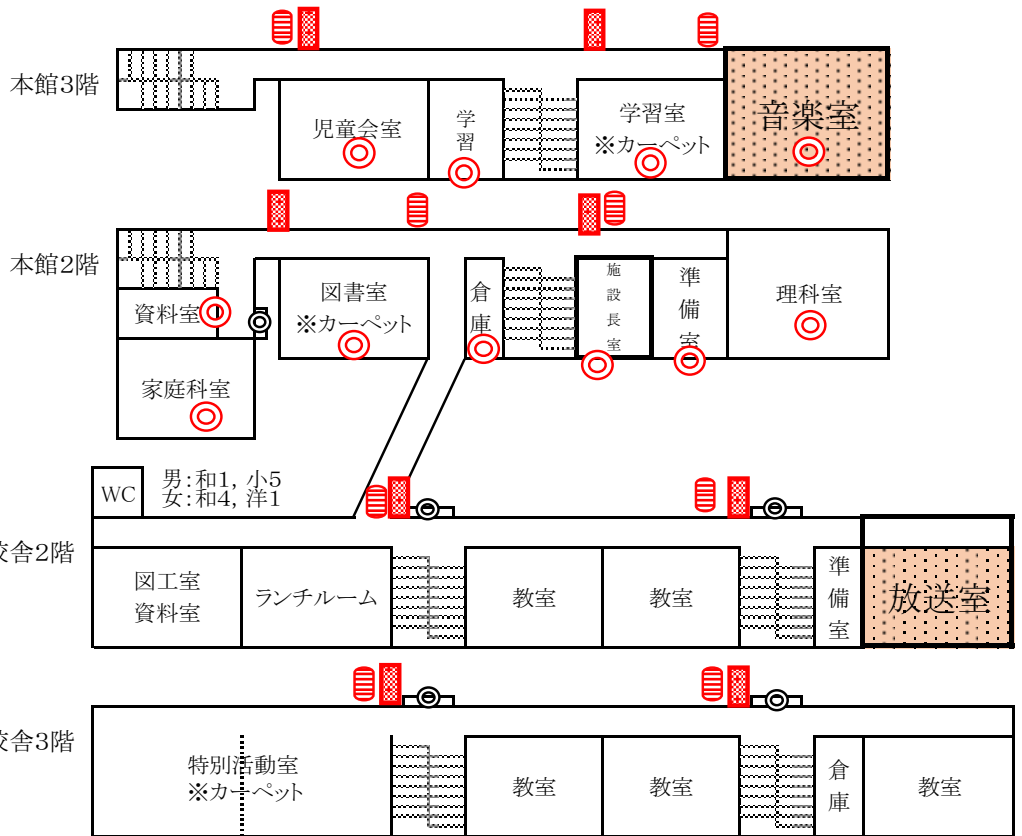 本館3階
児童会室
学習
学習室
※カーペット
音楽室
本館2階
資料室
図書室
※カーペット
倉庫
施設長室
準備室
理科室
家庭科室
WC
男:和1, 小5
女:和4, 洋1
校舎2階
図工室
資料室
ランチルーム
教室
教室
準備室
放送室
校舎3階
特別活動室
※カーペット
教室
教室
倉庫
教室